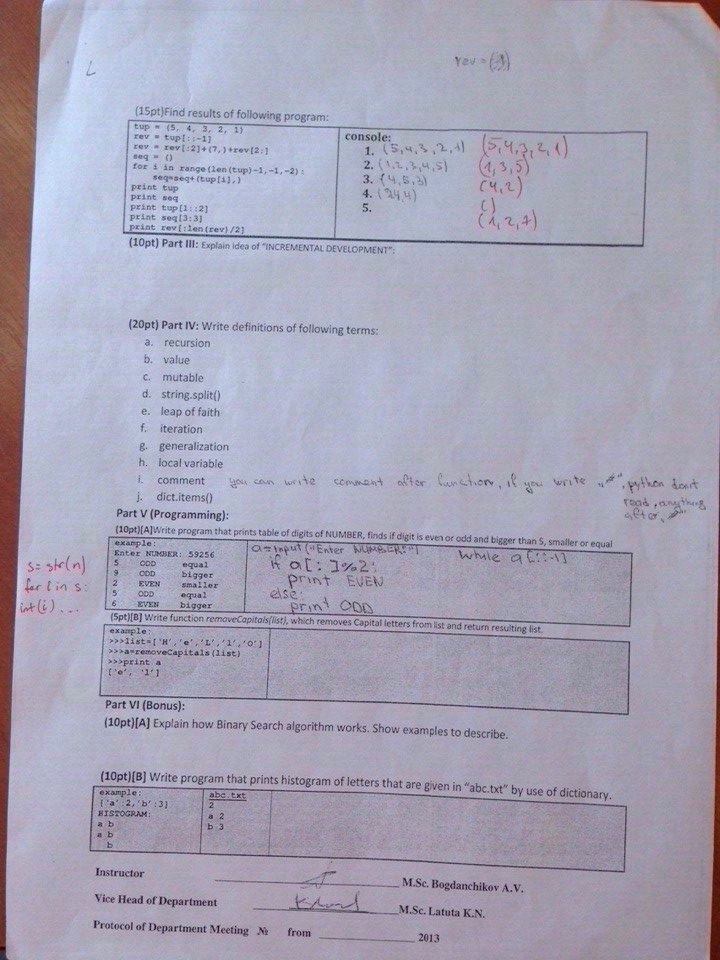 rev = (-1)
(15pt)Find results of following program:
tup = (5, 4, 3, 2, 1)
rev = tup[::-1]
rev = rev[:2]+(7,)+rev[2:]
seq = ()
for i in range(len(tup)-1,-1,-2):
seq=seq+(tup[i],)
print tup
print seq
print tup[1::2]
print seq[3:3]
print rev[:len(rev)/2]
console:
1. (5,4,3,2,1) (5,4,3,2,1)
2. (1,2,3,4,5) (1,3,5)
3. (4,5,3) (4,2)
4. ()
5. (1,2,7)
(10pt) Part III: Explain idea of "INCREMENTAL DEVELOPMENT":
(20pt) Part IV: Write definitions of following terms:
a. recursion
b. value
c. mutable
d. string.split()
e. leap of faith
f. iteration
g. generalization
h. local variable
i. comment you can write comment after function, if you write „#", python don't
read, anything
after „#"
j. dict.items()
Part V (Programming):
(10pt)[A]Write program that prints table of digits of NUMBER, finds if digit is even or odd and bigger than 5, smaller or equal
example:
Enter NUMBER: 59256
5 ODD equal
9 ODD bigger
2 EVEN smaller
5 ODD equal
6 EVEN bigger
a=input("Enter NUMBER:")
while a[::-1]
if a[:]%2:
print EVEN
else:
print ODD
s= str(n)
for i in s:
int(i)...
(5pt)[B] Write function removeCapitals(list), which removes Capital letters from list and return resulting list.
example:
>>>list=['H','e','L','l','O']
>>>a=removeCapitals(list)
>>>print a
['e', 'l']
Part VI (Bonus):
(10pt)[A] Explain how Binary Search algorithm works. Show examples to describe.
(10pt)[B] Write program that prints histogram of letters that are given in "abc.txt" by use of dictionary.
example:
{'a':2,'b':3}
HISTOGRAM:
a b
a b
b
abc.txt
2
a 2
b 3
Instructor M.Sc. Bogdanchikov A.V.
Vice Head of Department M.Sc. Latuta K.N.
Protocol of Department Meeting № from 2013